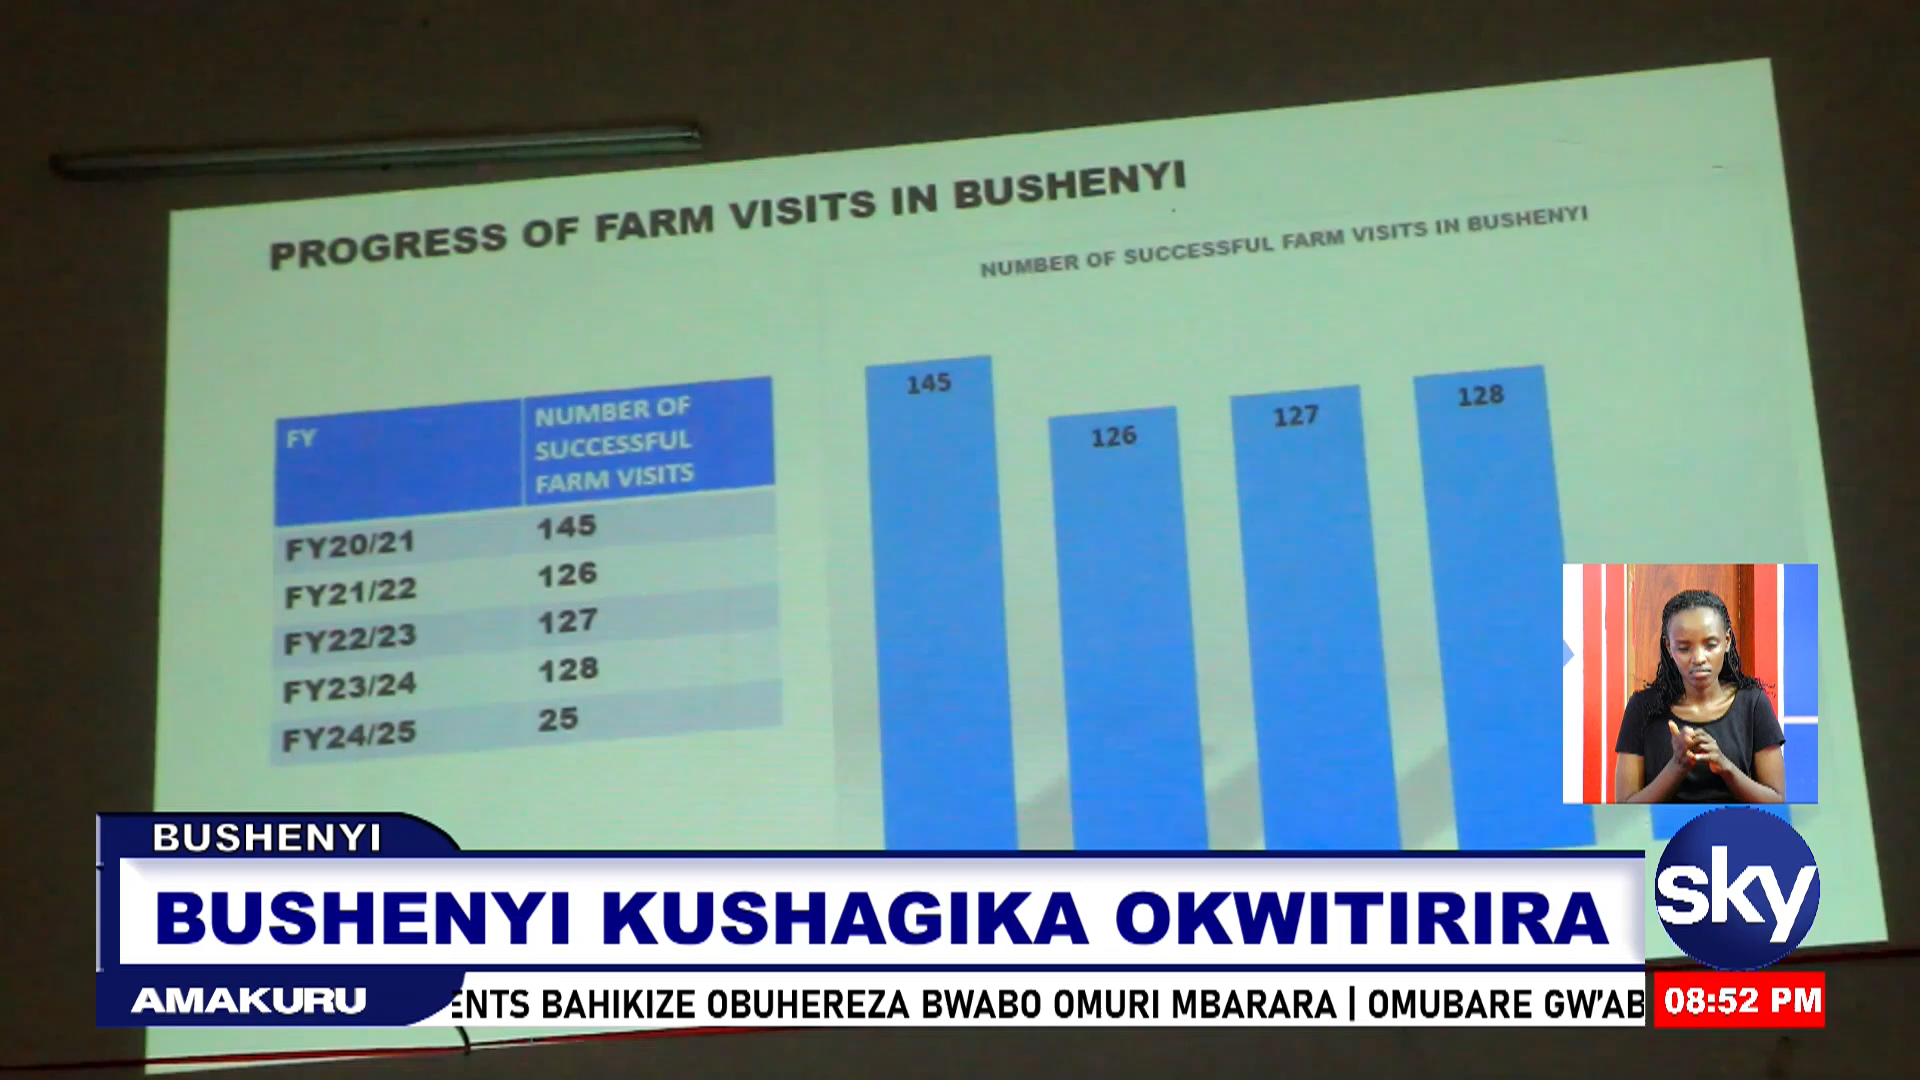 PROGRESS OF FARM VISITS IN BUSHENYI
NUMBER OF SUCCESSFUL FARM VISITS IN BUSHENYI
FY
NUMBER OF
SUCCESSFUL
FARM VISITS
FY20/21 145
FY21/22 126
FY22/23 127
FY23/24 128
FY24/25 25
145
126
127
128
BUSHENYI
BUSHENYI KUSHAGIKA OKWITIRIRA
sky
AMAKURU
ENTS BAHIKIZE OBUHEREZA BWABO OMURI MBARARA | OMUBARE GW'AB
08:52 PM